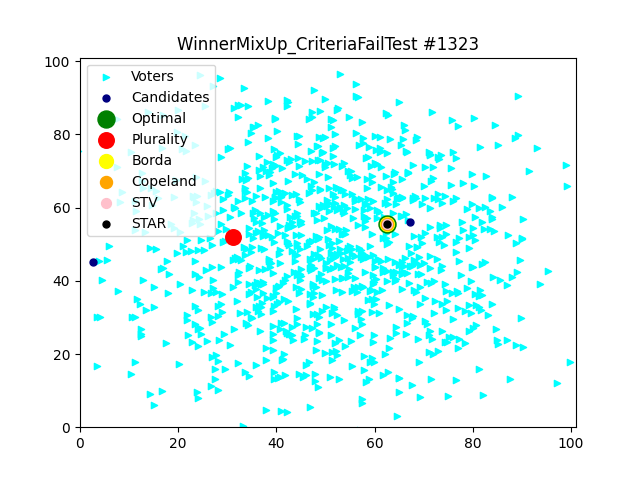 WinnerMixUp_CriteriaFailTest #1323
100
80
60
40
20
0
Voters
Candidates
Optimal
Plurality
Borda
Copeland
STV
STAR
0 20 40 60 80 100